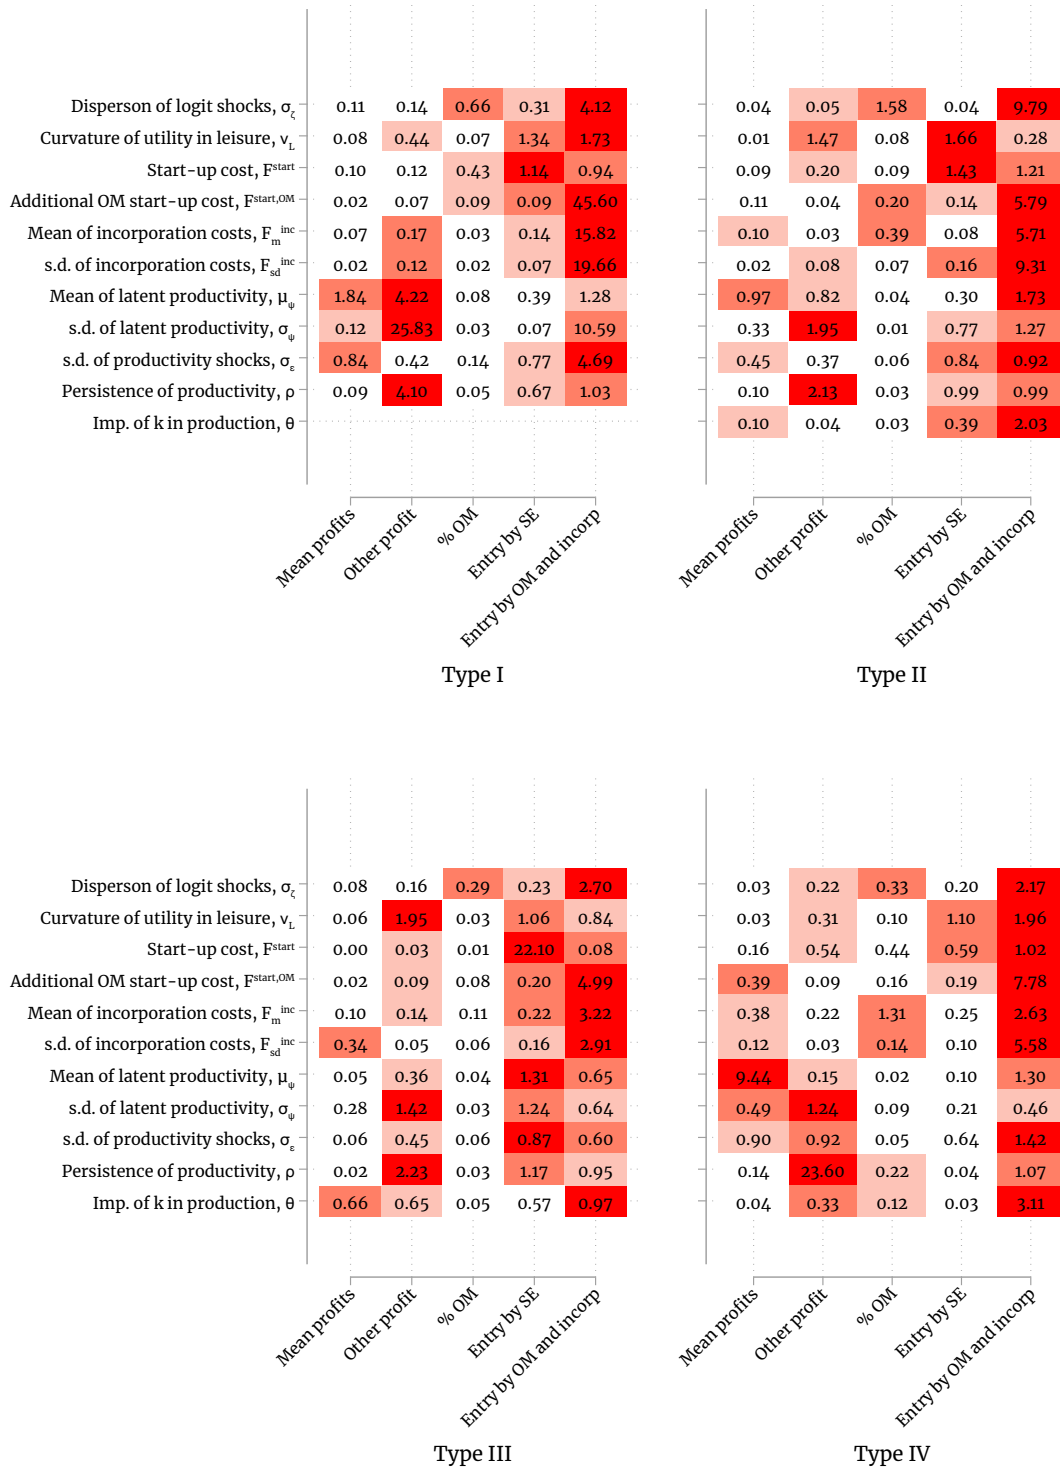 Disperson of logit shocks, σζ 0.11 0.14 0.66 0.31 4.12 0.04 0.05 1.58 0.04 9.79
Curvature of utility in leisure, νL 0.08 0.44 0.07 1.34 1.73 0.01 1.47 0.08 1.66 0.28
Start-up cost, Fstart 0.10 0.12 0.43 1.14 0.94 0.09 0.20 0.09 1.43 1.21
Additional OM start-up cost, Fstart,OM 0.02 0.07 0.09 0.09 45.60 0.11 0.04 0.20 0.14 5.79
Mean of incorporation costs, Fm inc 0.07 0.17 0.03 0.14 15.82 0.10 0.03 0.39 0.08 5.71
s.d. of incorporation costs, Fsd inc 0.02 0.12 0.02 0.07 19.66 0.02 0.08 0.07 0.16 9.31
Mean of latent productivity, μψ 1.84 4.22 0.08 0.39 1.28 0.97 0.82 0.04 0.30 1.73
s.d. of latent productivity, σψ 0.12 25.83 0.03 0.07 10.59 0.33 1.95 0.01 0.77 1.27
s.d. of productivity shocks, σε 0.84 0.42 0.14 0.77 4.69 0.45 0.37 0.06 0.84 0.92
Persistence of productivity, ρ 0.09 4.10 0.05 0.67 1.03 0.10 2.13 0.03 0.99 0.99
Imp. of k in production, θ 0.10 0.04 0.03 0.39 2.03
Mean profits Other profit % OM Entry by SE Entry by OM and incorp Mean profits Other profit % OM Entry by SE Entry by OM and incorp
Type I Type II
Disperson of logit shocks, σζ 0.08 0.16 0.29 0.23 2.70 0.03 0.22 0.33 0.20 2.17
Curvature of utility in leisure, νL 0.06 1.95 0.03 1.06 0.84 0.03 0.31 0.10 1.10 1.96
Start-up cost, Fstart 0.00 0.03 0.01 22.10 0.08 0.16 0.54 0.44 0.59 1.02
Additional OM start-up cost, Fstart,OM 0.02 0.09 0.08 0.20 4.99 0.39 0.09 0.16 0.19 7.78
Mean of incorporation costs, Fm inc 0.10 0.14 0.11 0.22 3.22 0.38 0.22 1.31 0.25 2.63
s.d. of incorporation costs, Fsd inc 0.34 0.05 0.06 0.16 2.91 0.12 0.03 0.14 0.10 5.58
Mean of latent productivity, μψ 0.05 0.36 0.04 1.31 0.65 9.44 0.15 0.02 0.10 1.30
s.d. of latent productivity, σψ 0.28 1.42 0.03 1.24 0.64 0.49 1.24 0.09 0.21 0.46
s.d. of productivity shocks, σε 0.06 0.45 0.06 0.87 0.60 0.90 0.92 0.05 0.64 1.42
Persistence of productivity, ρ 0.02 2.23 0.03 1.17 0.95 0.14 23.60 0.22 0.04 1.07
Imp. of k in production, θ 0.66 0.65 0.05 0.57 0.97 0.04 0.33 0.12 0.03 3.11
Mean profits Other profit % OM Entry by SE Entry by OM and incorp Mean profits Other profit % OM Entry by SE Entry by OM and incorp
Type III Type IV